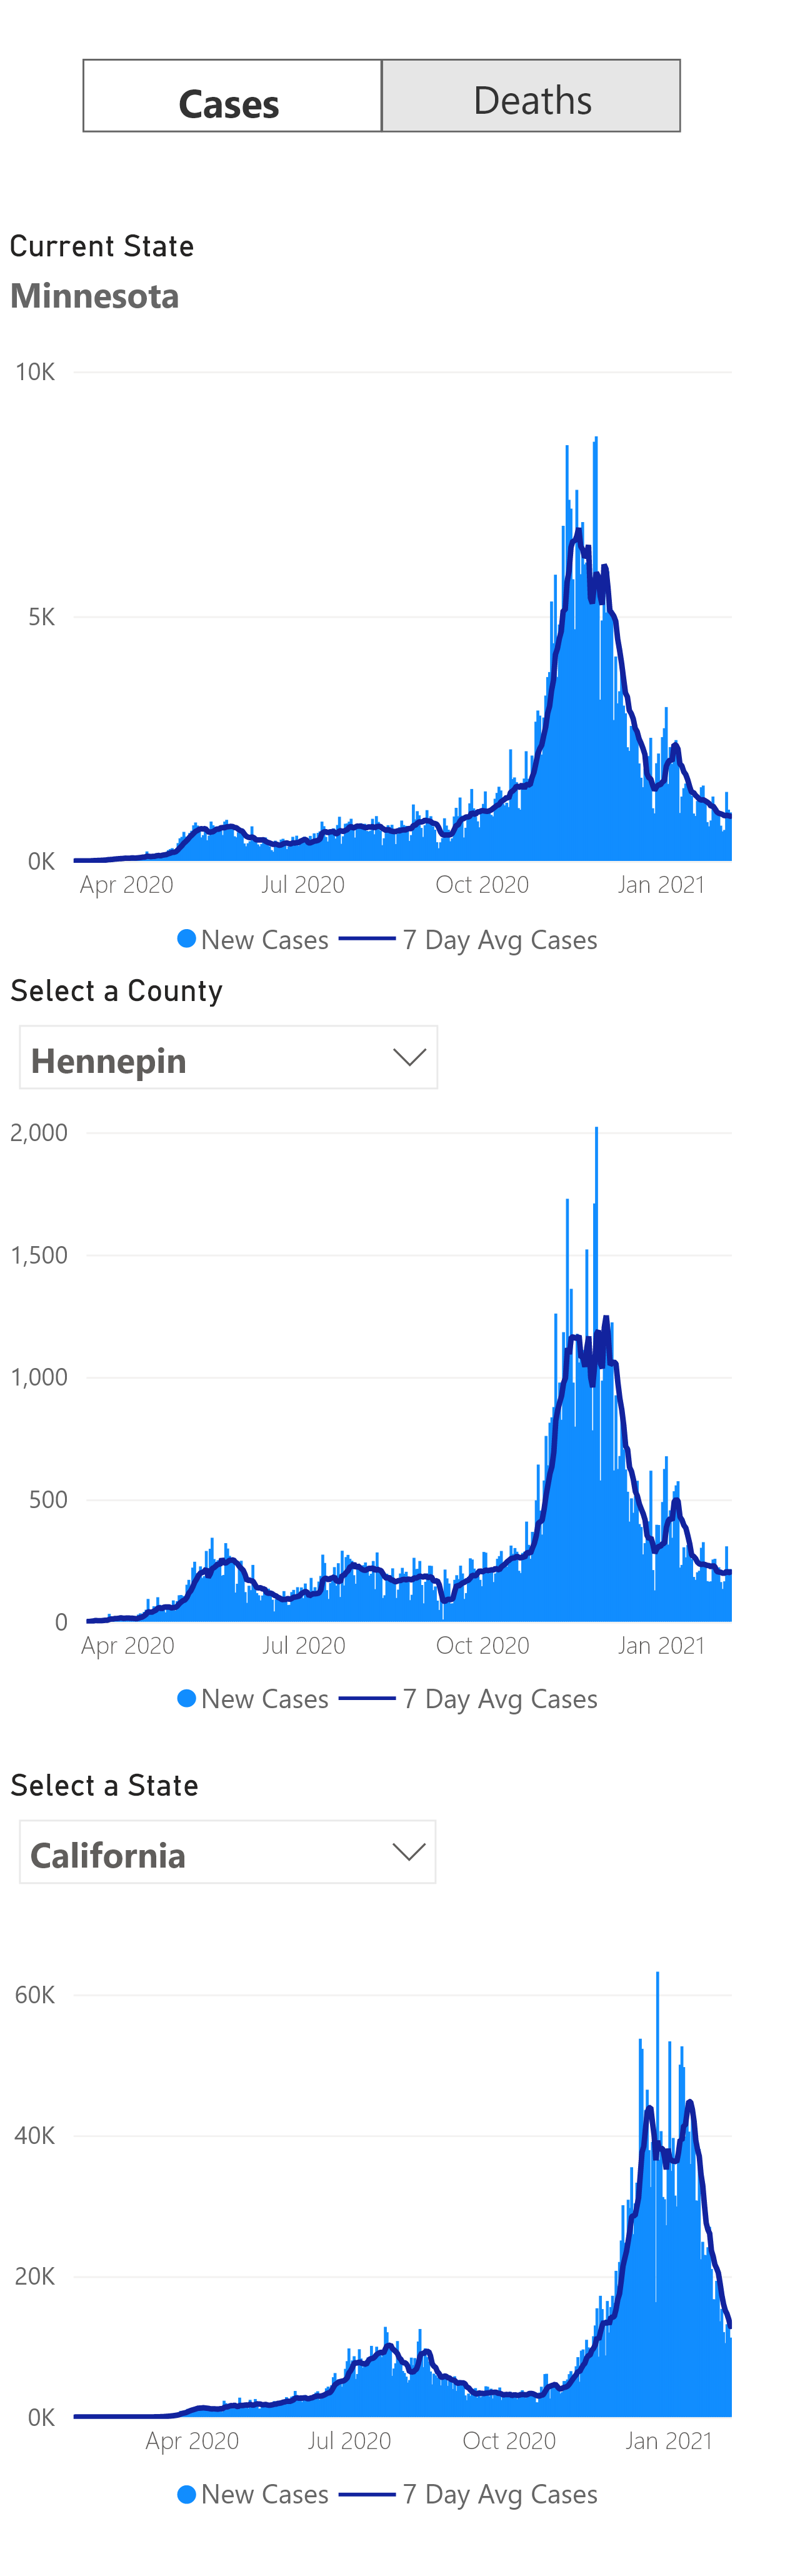 Cases Deaths
Current State
Minnesota
10K
5K
0K
Apr 2020 Jul 2020 Oct 2020 Jan 2021
New Cases 7 Day Avg Cases
Select a County
Hennepin
2,000
1,500
1,000
500
0
Apr 2020 Jul 2020 Oct 2020 Jan 2021
New Cases 7 Day Avg Cases
Select a State
California
60K
40K
20K
0K
Apr 2020 Jul 2020 Oct 2020 Jan 2021
New Cases 7 Day Avg Cases